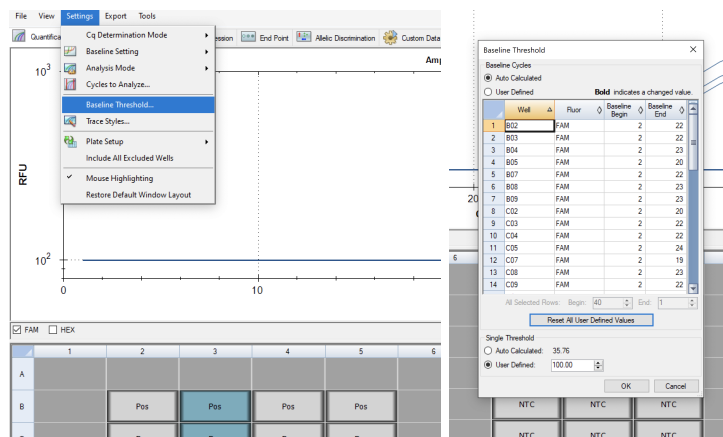 File View Settings Export Tools
Quantifica
ession
End Point
Allelic Discrimination
Custom Data
Cq Determination Mode
Baseline Setting
Analysis Mode
Cycles to Analyze...
Baseline Threshold...
Trace Styles...
Plate Setup
Include All Excluded Wells
Mouse Highlighting
Restore Default Window Layout
Amp
10³
RFU
10²
0 10
FAM HEX
1 2 3 4 5 6
A
B Pos Pos Pos Pos
Baseline Threshold
Baseline Cycles
Auto Calculated
User Defined Bold indicates a changed value.
Well Fluor Baseline Begin Baseline End
1 B02 FAM 2 22
2 B03 FAM 2 22
3 B04 FAM 2 23
4 B05 FAM 2 20
5 B07 FAM 2 22
6 B08 FAM 2 23
7 B09 FAM 2 23
8 C02 FAM 2 20
9 C03 FAM 2 22
10 C04 FAM 2 22
11 C05 FAM 2 24
12 C07 FAM 2 19
13 C08 FAM 2 23
14 C09 FAM 2 22
All Selected Rows: Begin: 40 End: 1
Reset All User Defined Values
Single Threshold
Auto Calculated: 35.76
User Defined: 100.00
OK Cancel
20
6
NTC NTC NTC
NTC NTC NTC